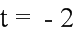 t = - 2